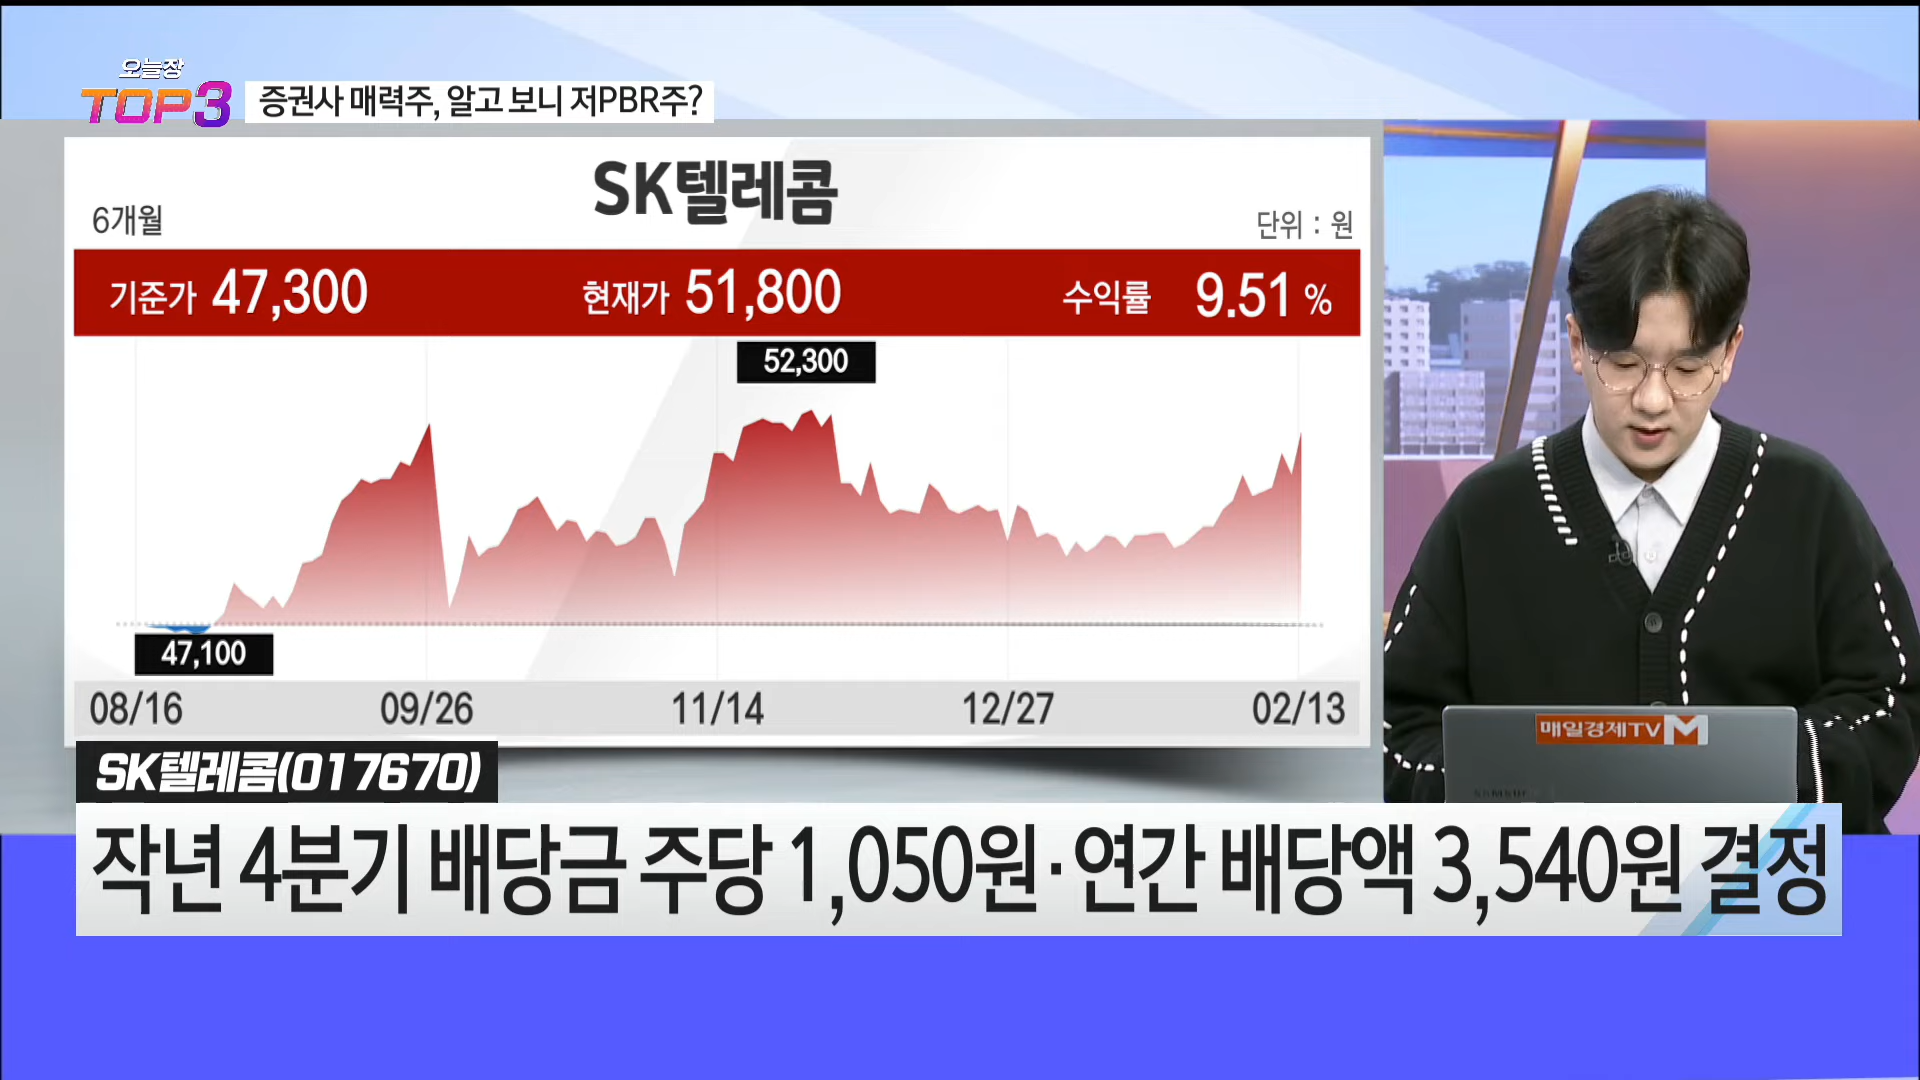 오늘장
TOP3
증권사 매력주, 알고 보니 저PBR주?
SK텔레콤
6개월
단위 : 원
기준가 47,300 현재가 51,800 수익률 9.51 %
52,300
47,100
08/16 09/26 11/14 12/27 02/13
매일경제TV M
SAMSUNG
SK텔레콤(017670)
작년 4분기 배당금 주당 1,050원·연간 배당액 3,540원 결정